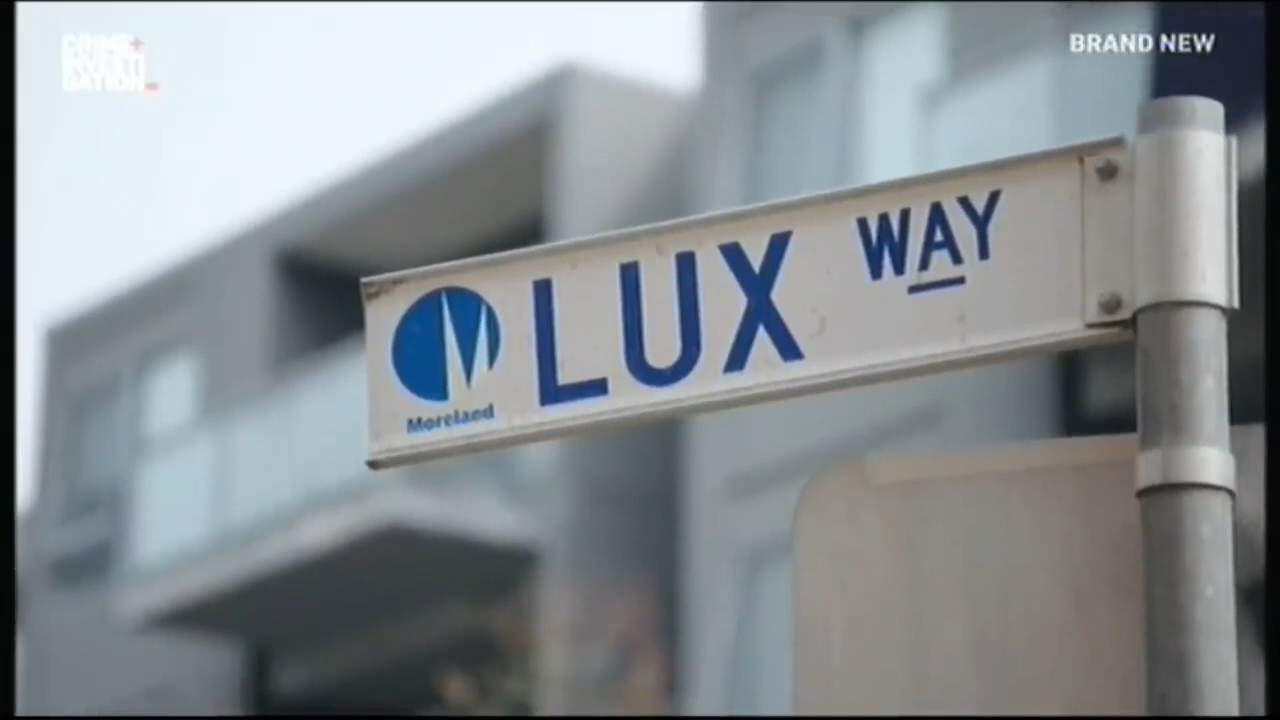 CRIME+
INVESTI
GATION
BRAND NEW
LUX WAY
Moreland